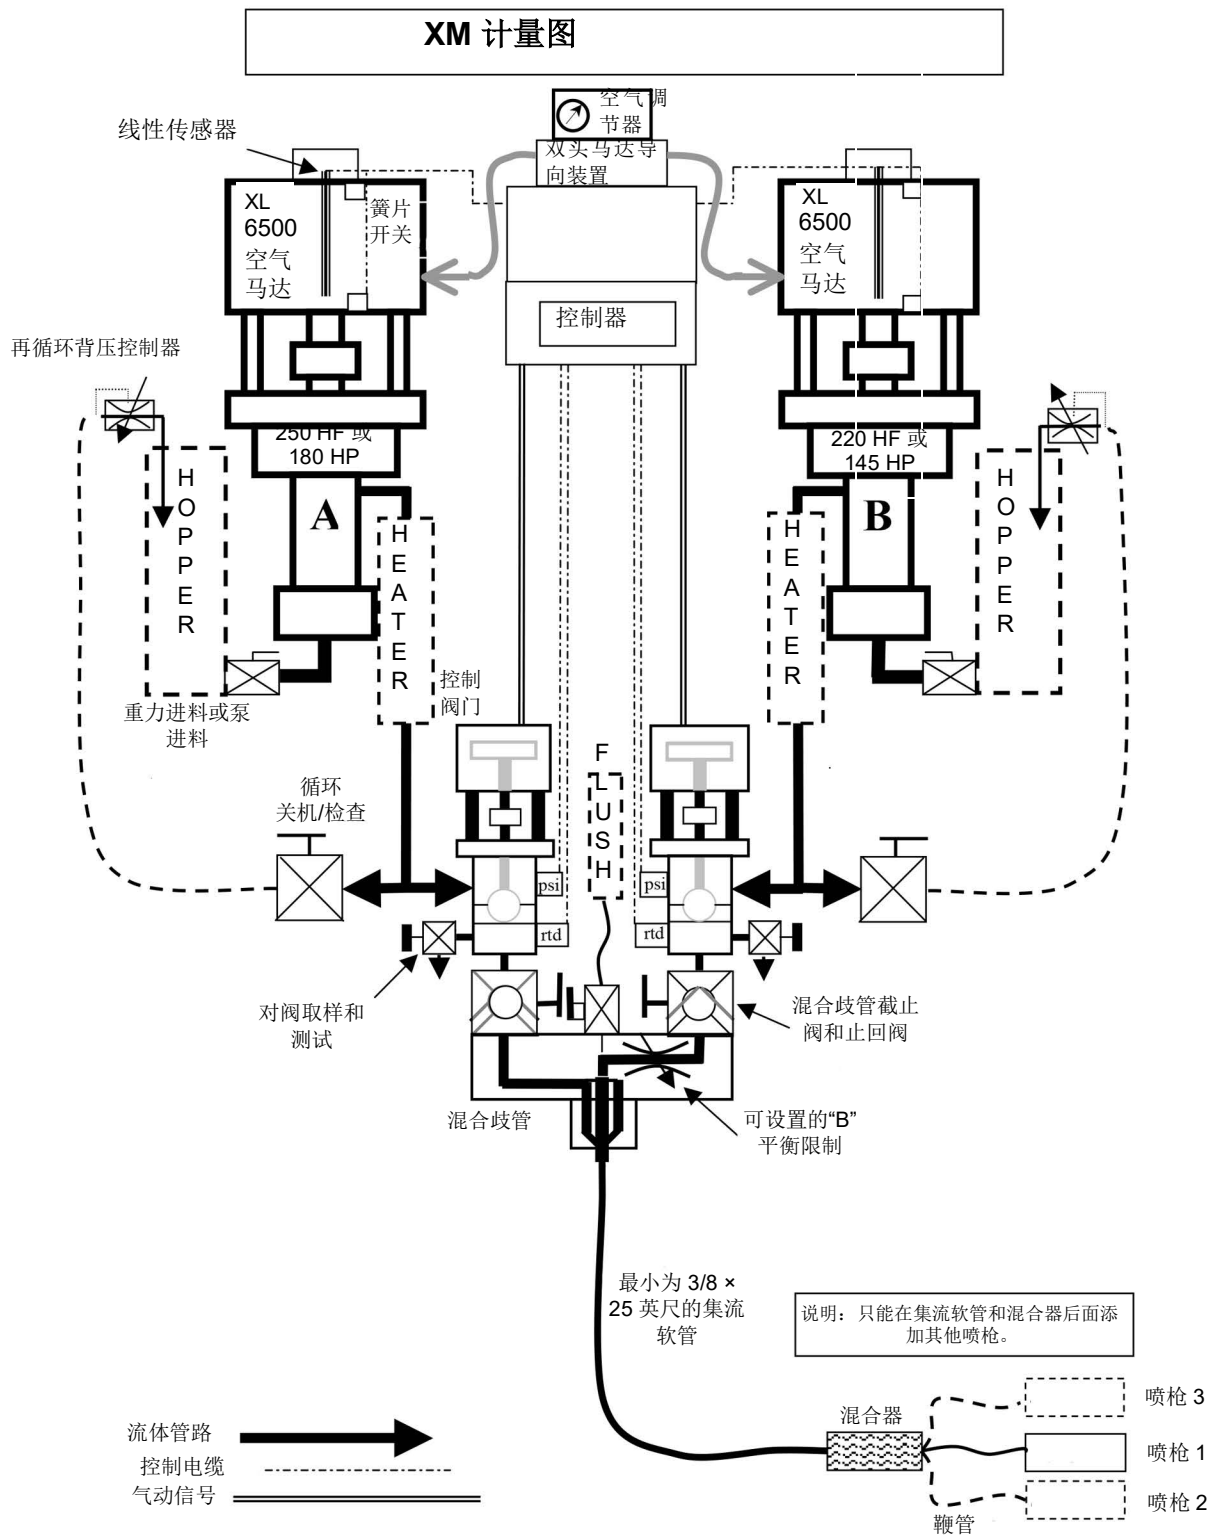 XM 计量图
空气调
节器
线性传感器
双头马达导
向装置
XL
6500
空气
马达
簧片
开关
XL
6500
空气
马达
控制器
再循环背压控制器
250 HF 或
180 HP
220 HF 或
145 HP
HOPPER
A
HEATER
HEATER
B
HOPPER
控制
阀门
重力进料或泵
进料
FLUSH
循环
关机/检查
psi
psi
rtd
rtd
对阀取样和
测试
混合歧管截止
阀和止回阀
混合歧管
可设置的“B”
平衡限制
最小为 3/8 ×
25 英尺的集流
软管
说明：只能在集流软管和混合器后面添
加其他喷枪。
喷枪 3
混合器
流体管路
喷枪 1
控制电缆
气动信号
喷枪 2
鞭管